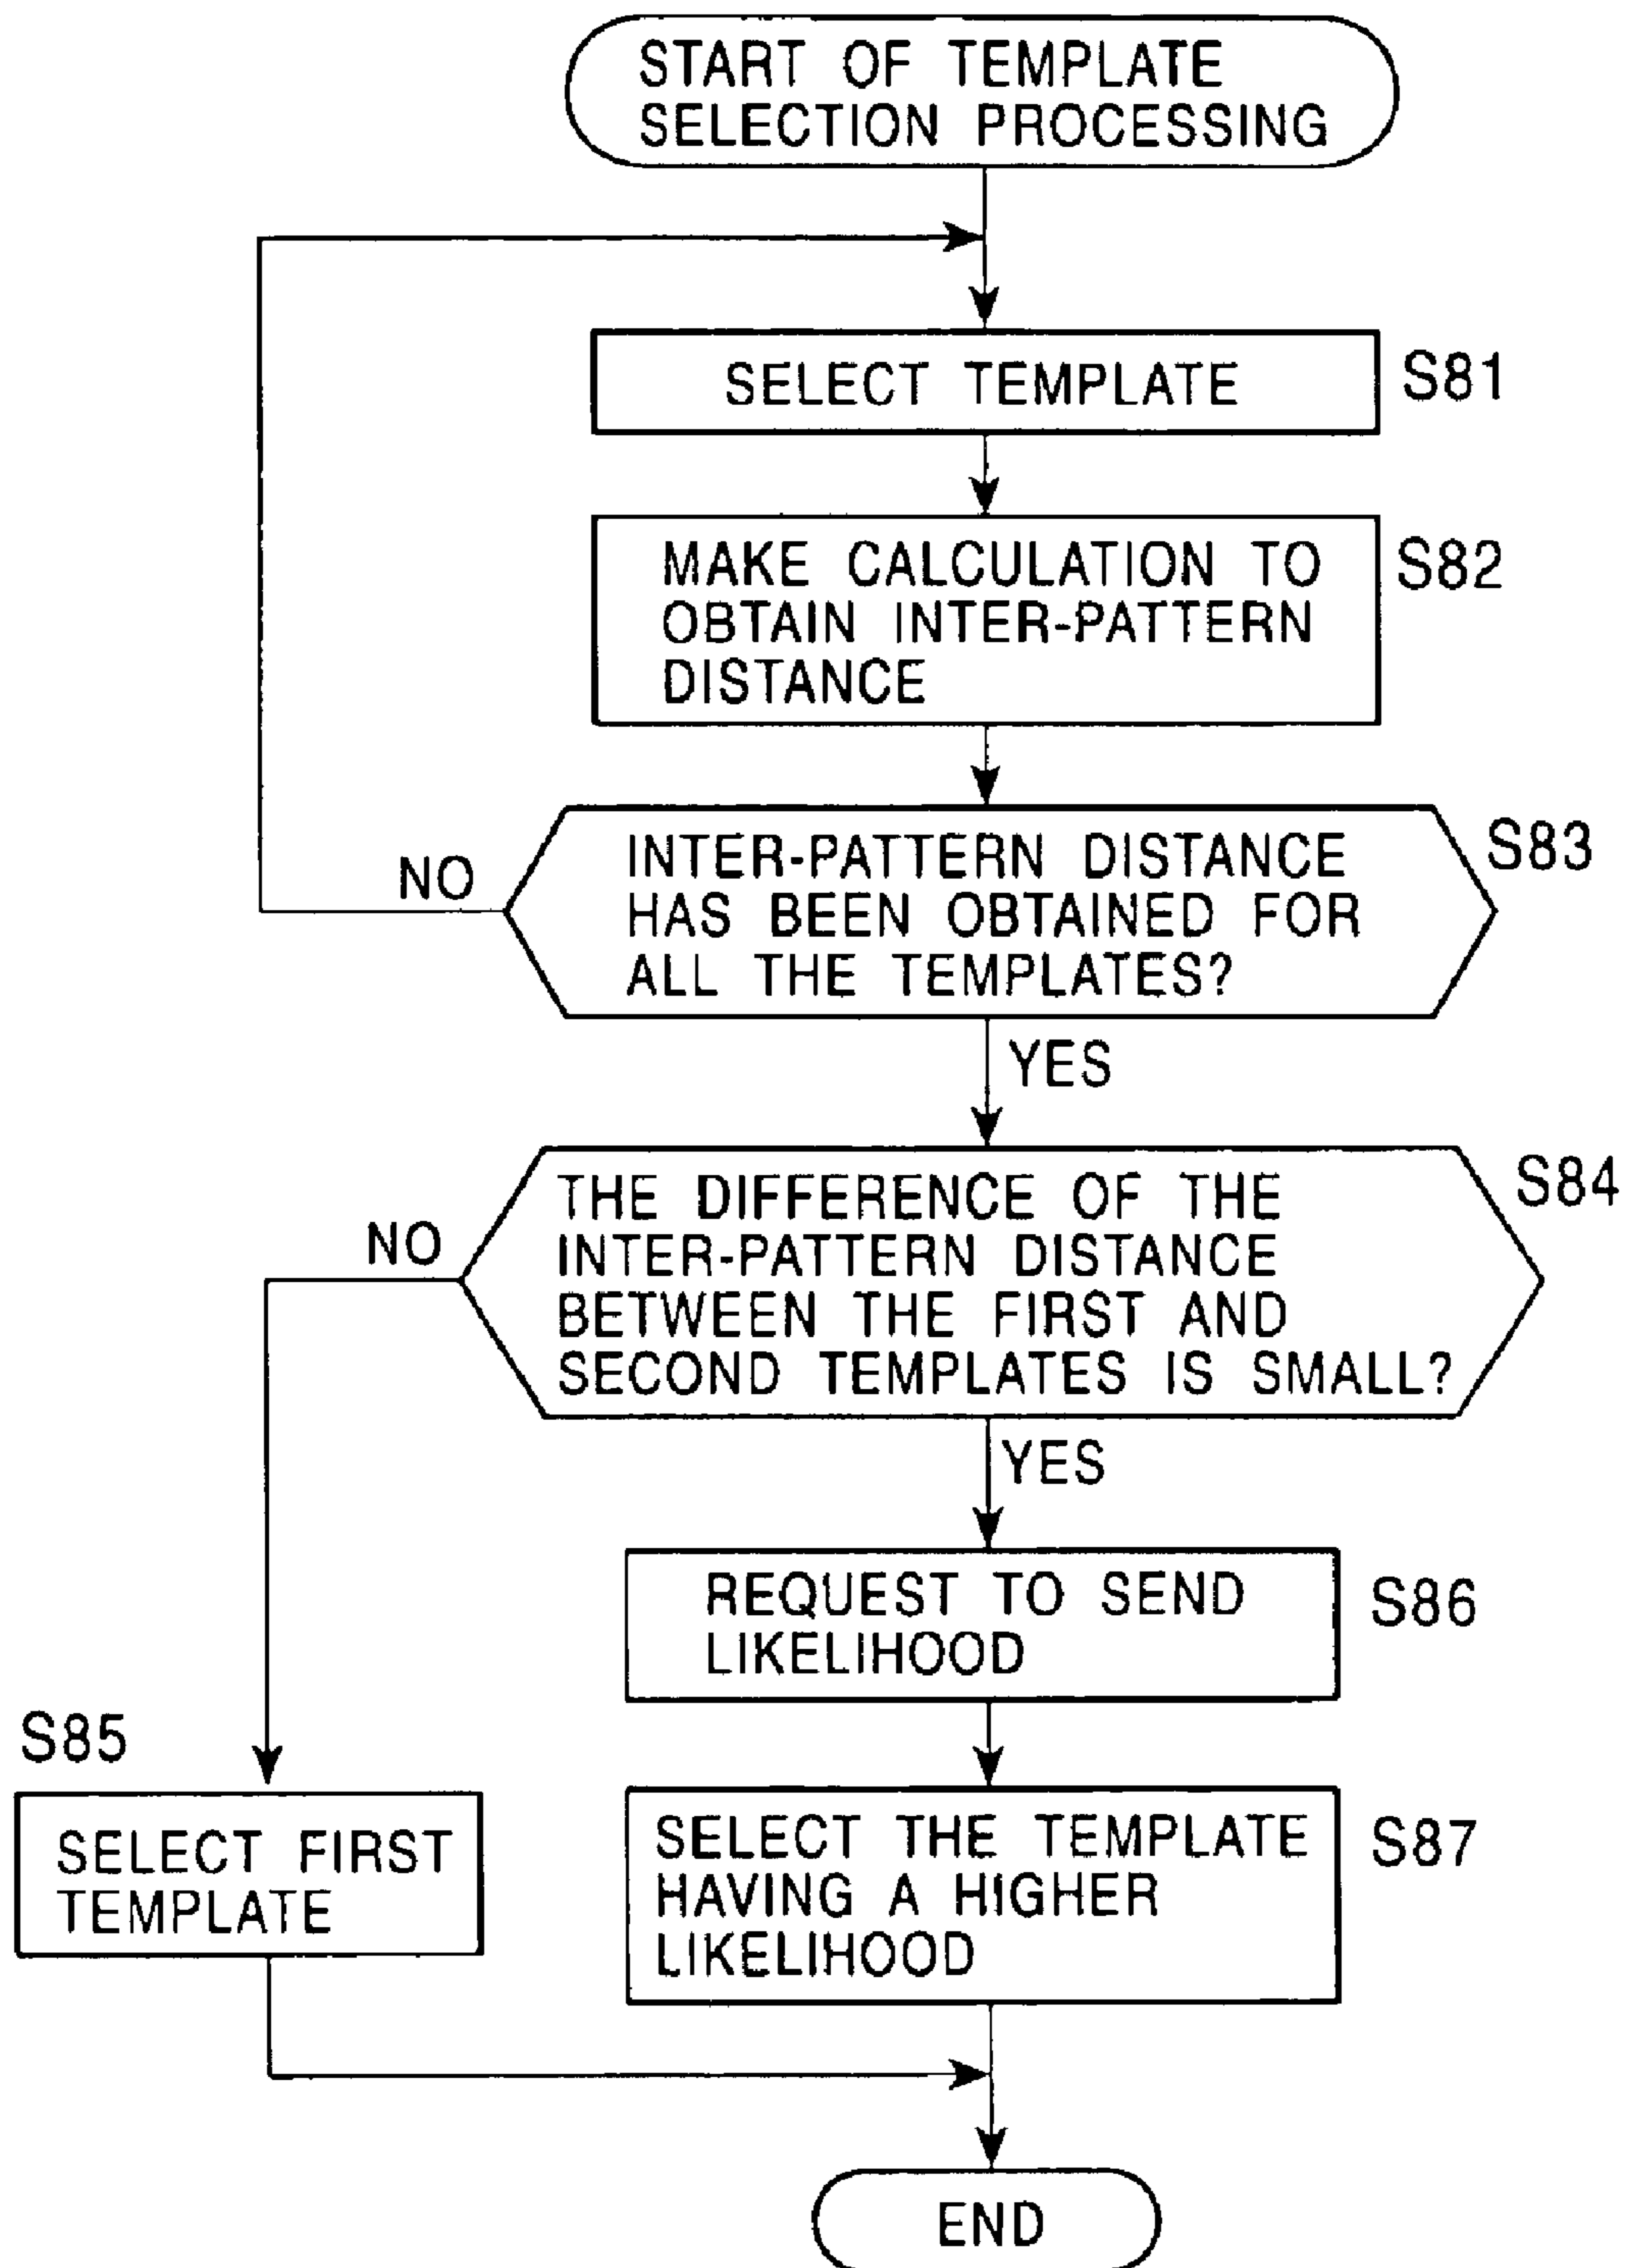 START OF TEMPLATE
SELECTION PROCESSING
SELECT TEMPLATE
S81
MAKE CALCULATION TO
OBTAIN INTER-PATTERN
DISTANCE
S82
INTER-PATTERN DISTANCE
HAS BEEN OBTAINED FOR
ALL THE TEMPLATES?
S83
NO
YES
THE DIFFERENCE OF THE
INTER-PATTERN DISTANCE
BETWEEN THE FIRST AND
SECOND TEMPLATES IS SMALL?
S84
NO
YES
REQUEST TO SEND
LIKELIHOOD
S86
S85
SELECT FIRST
TEMPLATE
SELECT THE TEMPLATE
HAVING A HIGHER
LIKELIHOOD
S87
END